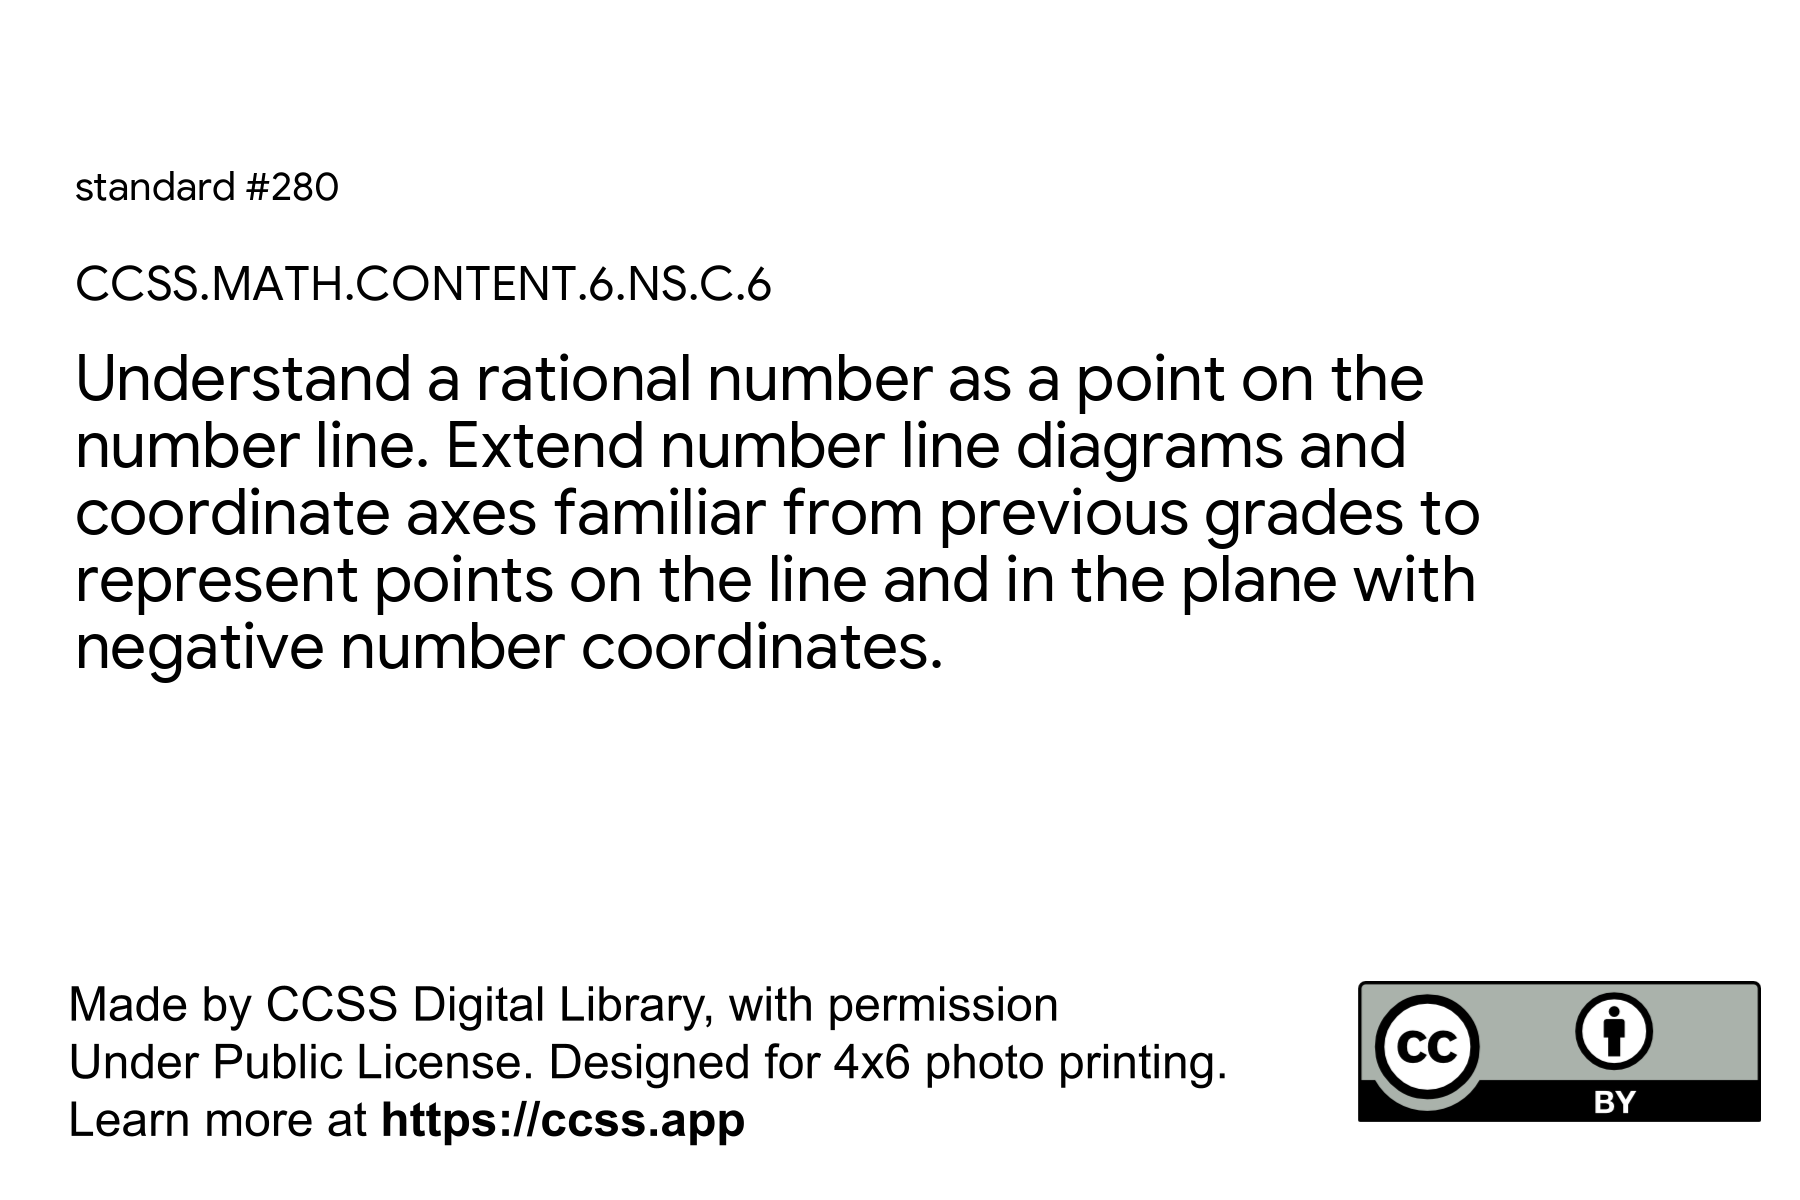 standard #280
CCSS.MATH.CONTENT.6.NS.C.6
Understand a rational number as a point on the
number line. Extend number line diagrams and
coordinate axes familiar from previous grades to
represent points on the line and in the plane with
negative number coordinates.
Made by CCSS Digital Library, with permission
Under Public License. Designed for 4x6 photo printing.
Learn more at https://ccss.app
cc
BY